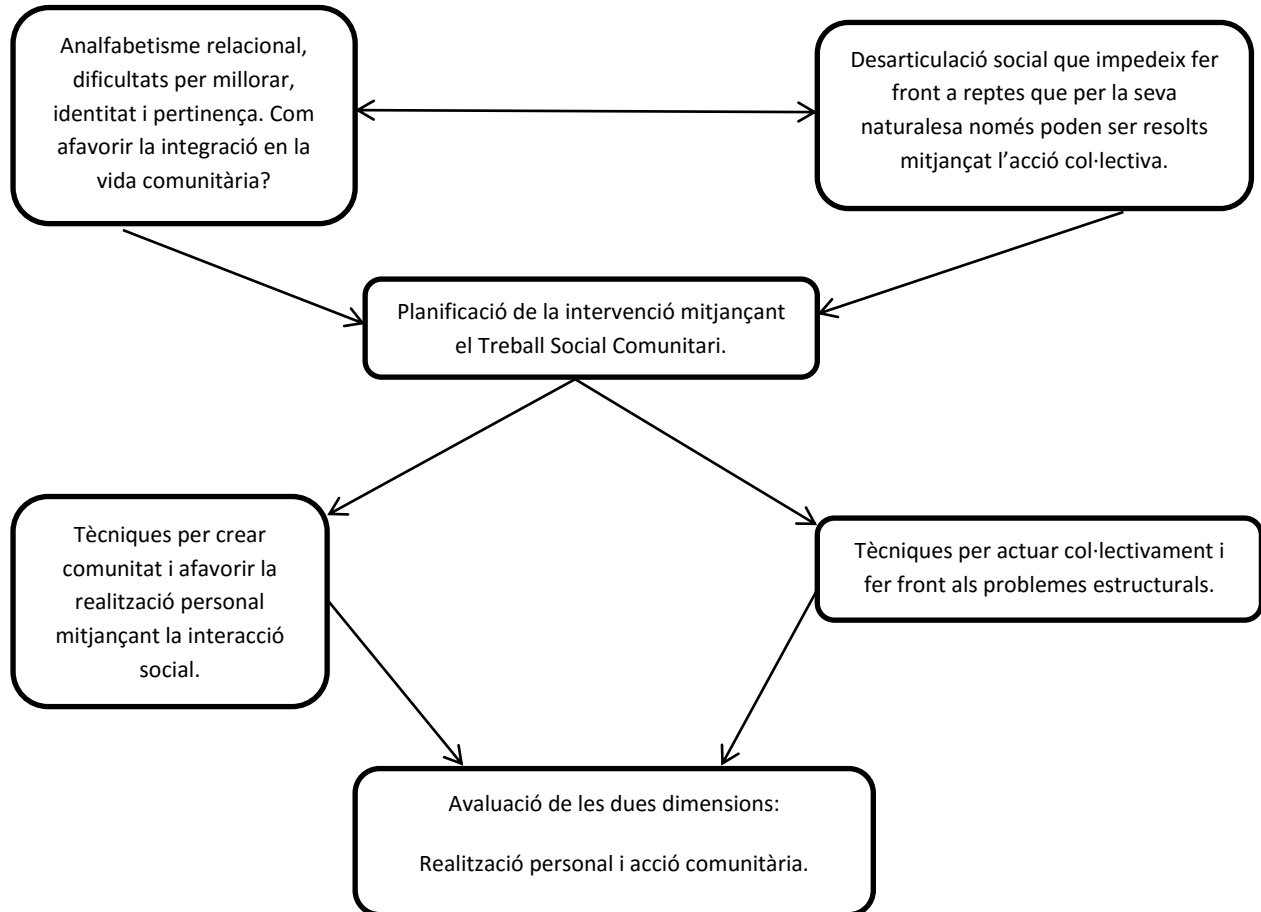 Analfabetisme relacional,
dificultats per millorar,
identitat i pertinença. Com
afavorir la integració en la
vida comunitària?
Desarticulació social que impedeix fer
front a reptes que per la seva
naturalesa només poden ser resolts
mitjançat l’acció col·lectiva.
Planificació de la intervenció mitjançant
el Treball Social Comunitari.
Tècniques per crear
comunitat i afavorir la
realització personal
mitjançant la interacció
social.
Tècniques per actuar col·lectivament i
fer front als problemes estructurals.
Avaluació de les dues dimensions:
Realització personal i acció comunitària.